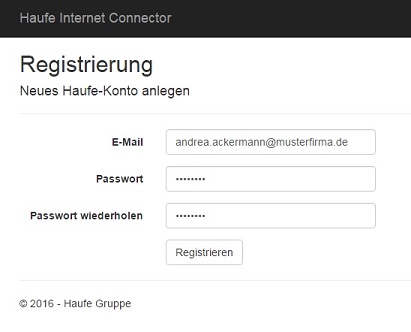 Haufe Internet Connector
Registrierung
Neues Haufe-Konto anlegen
E-Mail andrea.ackermann@musterfirma.de
Passwort ••••••••
Passwort wiederholen ••••••••
Registrieren
© 2016 - Haufe Gruppe